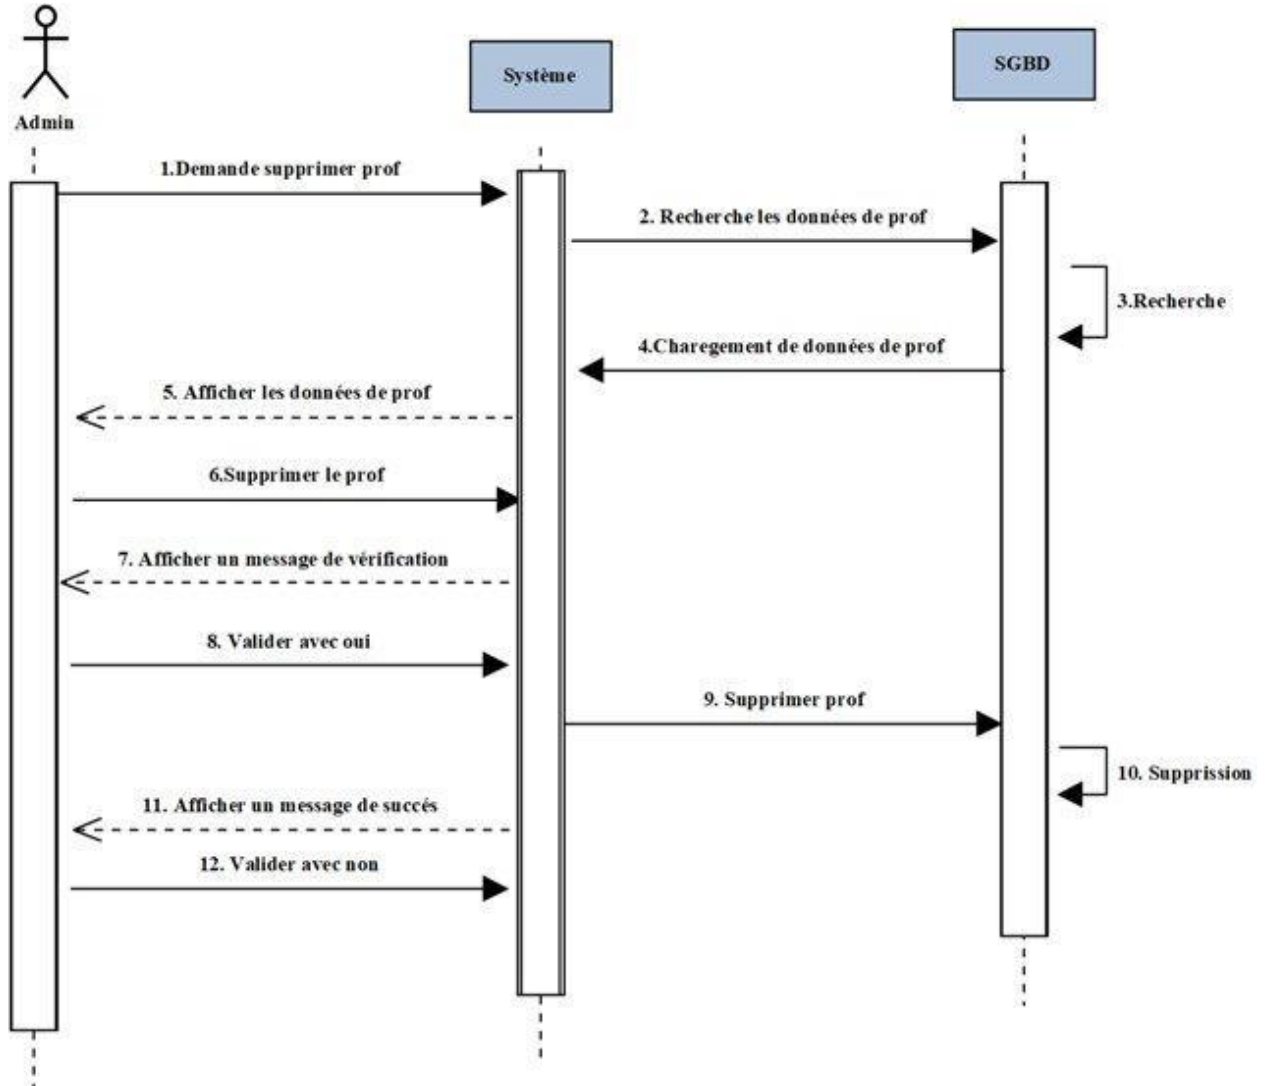 Système
SGBD
Admin
1.Demande supprimer prof
2. Recherche les données de prof
3.Recherche
4.Charegement de données de prof
5. Afficher les données de prof
6.Supprimer le prof
7. Afficher un message de vérification
8. Valider avec oui
9. Supprimer prof
10. Supprission
11. Afficher un message de succés
12. Valider avec non